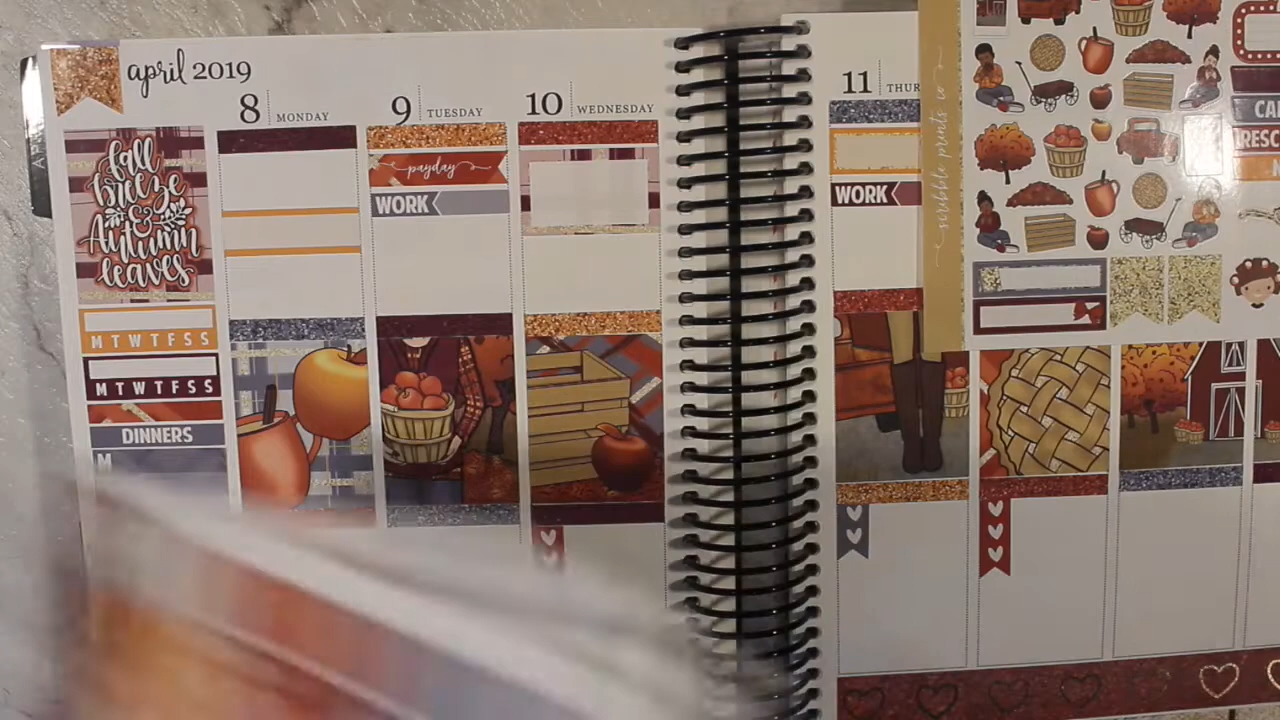 april 2019
8 MONDAY
9 TUESDAY
10 WEDNESDAY
11 THUR
fall
breeze
&
Autumn
leaves
payday
WORK
WORK
M T W T F S S
M T W T F S S
DINNERS
M
scribble prints co